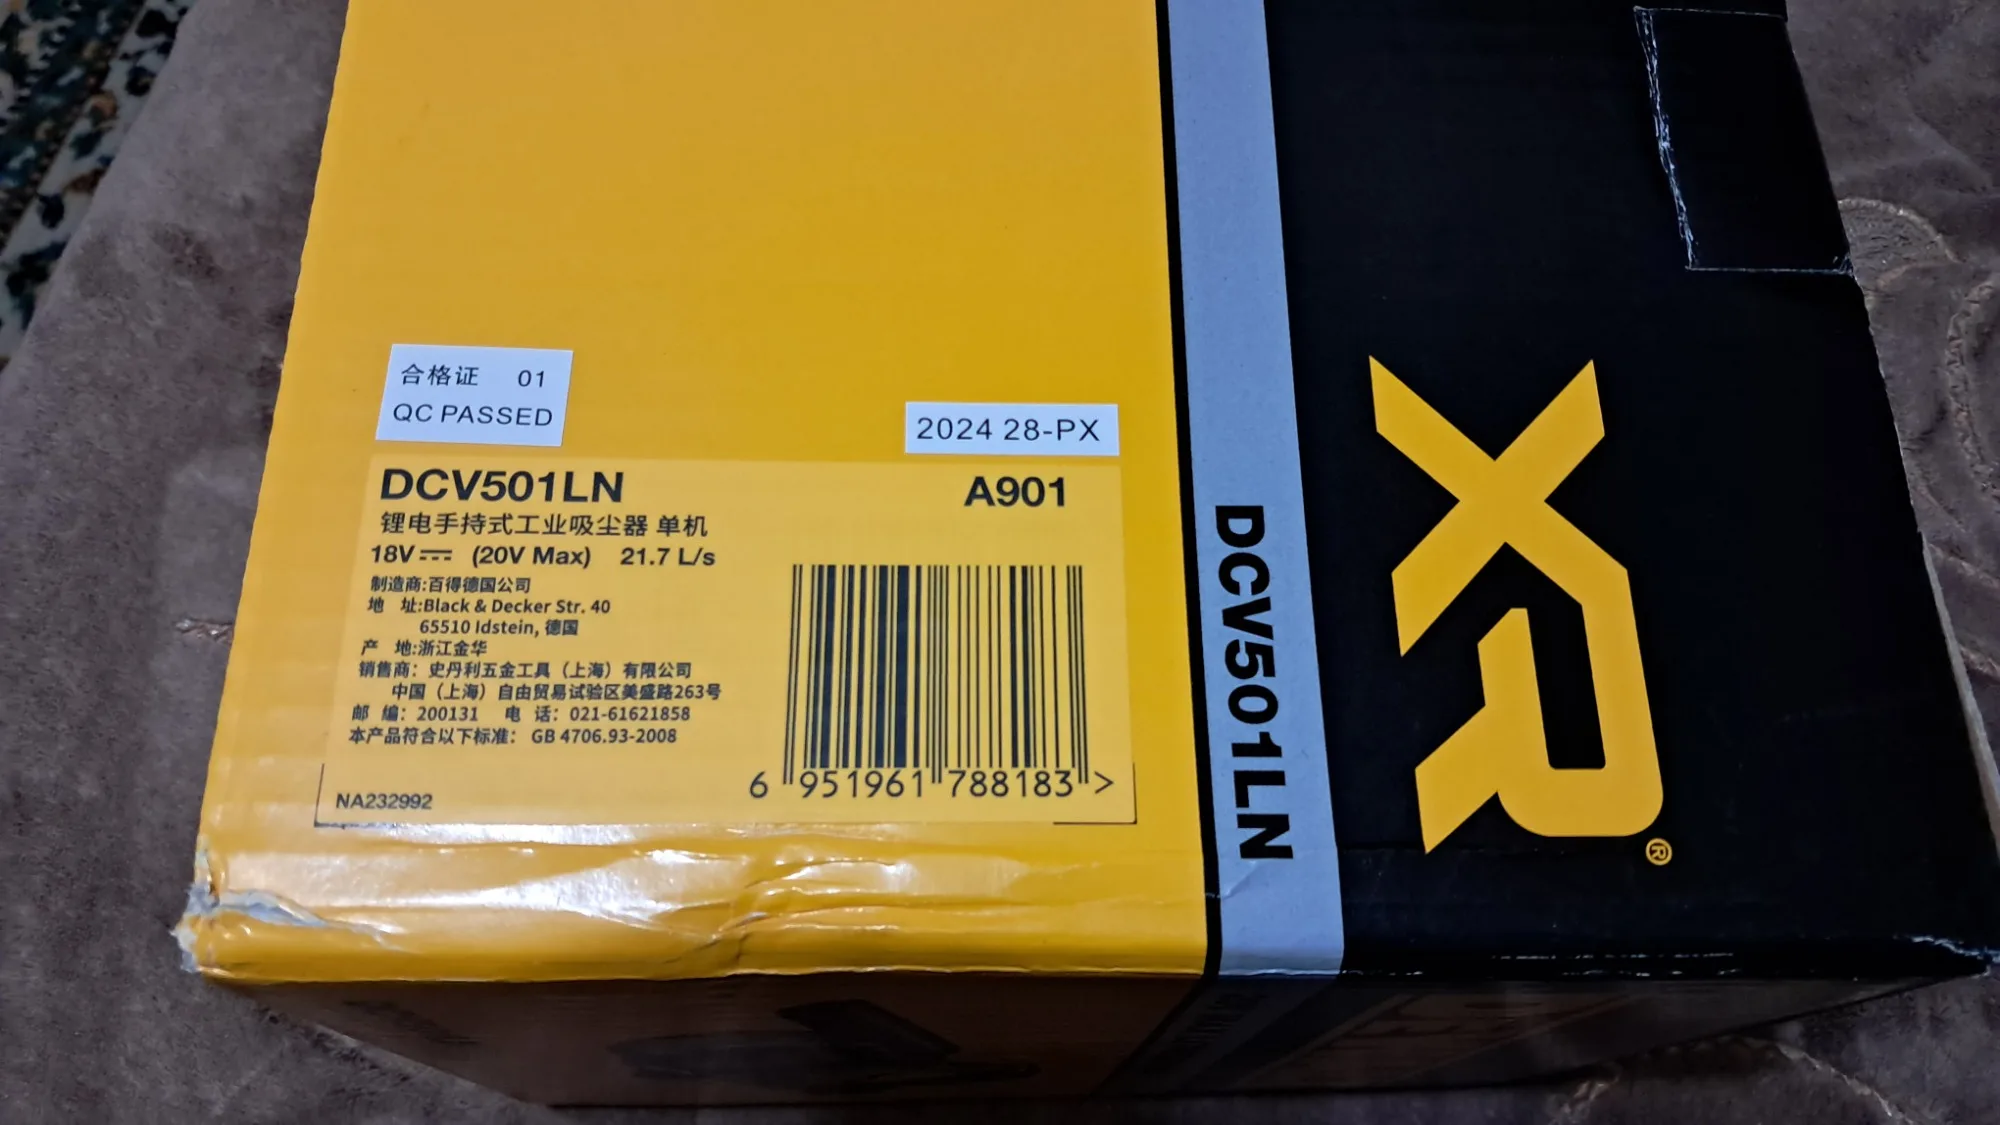 合格证 01
QC PASSED
2024 28-PX
DCV501LN
A901
锂电手持式工业吸尘器 单机
18V⎓ (20V Max) 21.7 L/s
制造商:百得德国公司
地 址:Black & Decker Str. 40
65510 Idstein, 德国
产 地:浙江金华
销售商: 史丹利五金工具（上海）有限公司
中国（上海）自由贸易试验区美盛路263号
邮 编: 200131 电 话: 021-61621858
本产品符合以下标准: GB 4706.93-2008
6 951961 788183 >
NA232992
DCV501LN
XR®